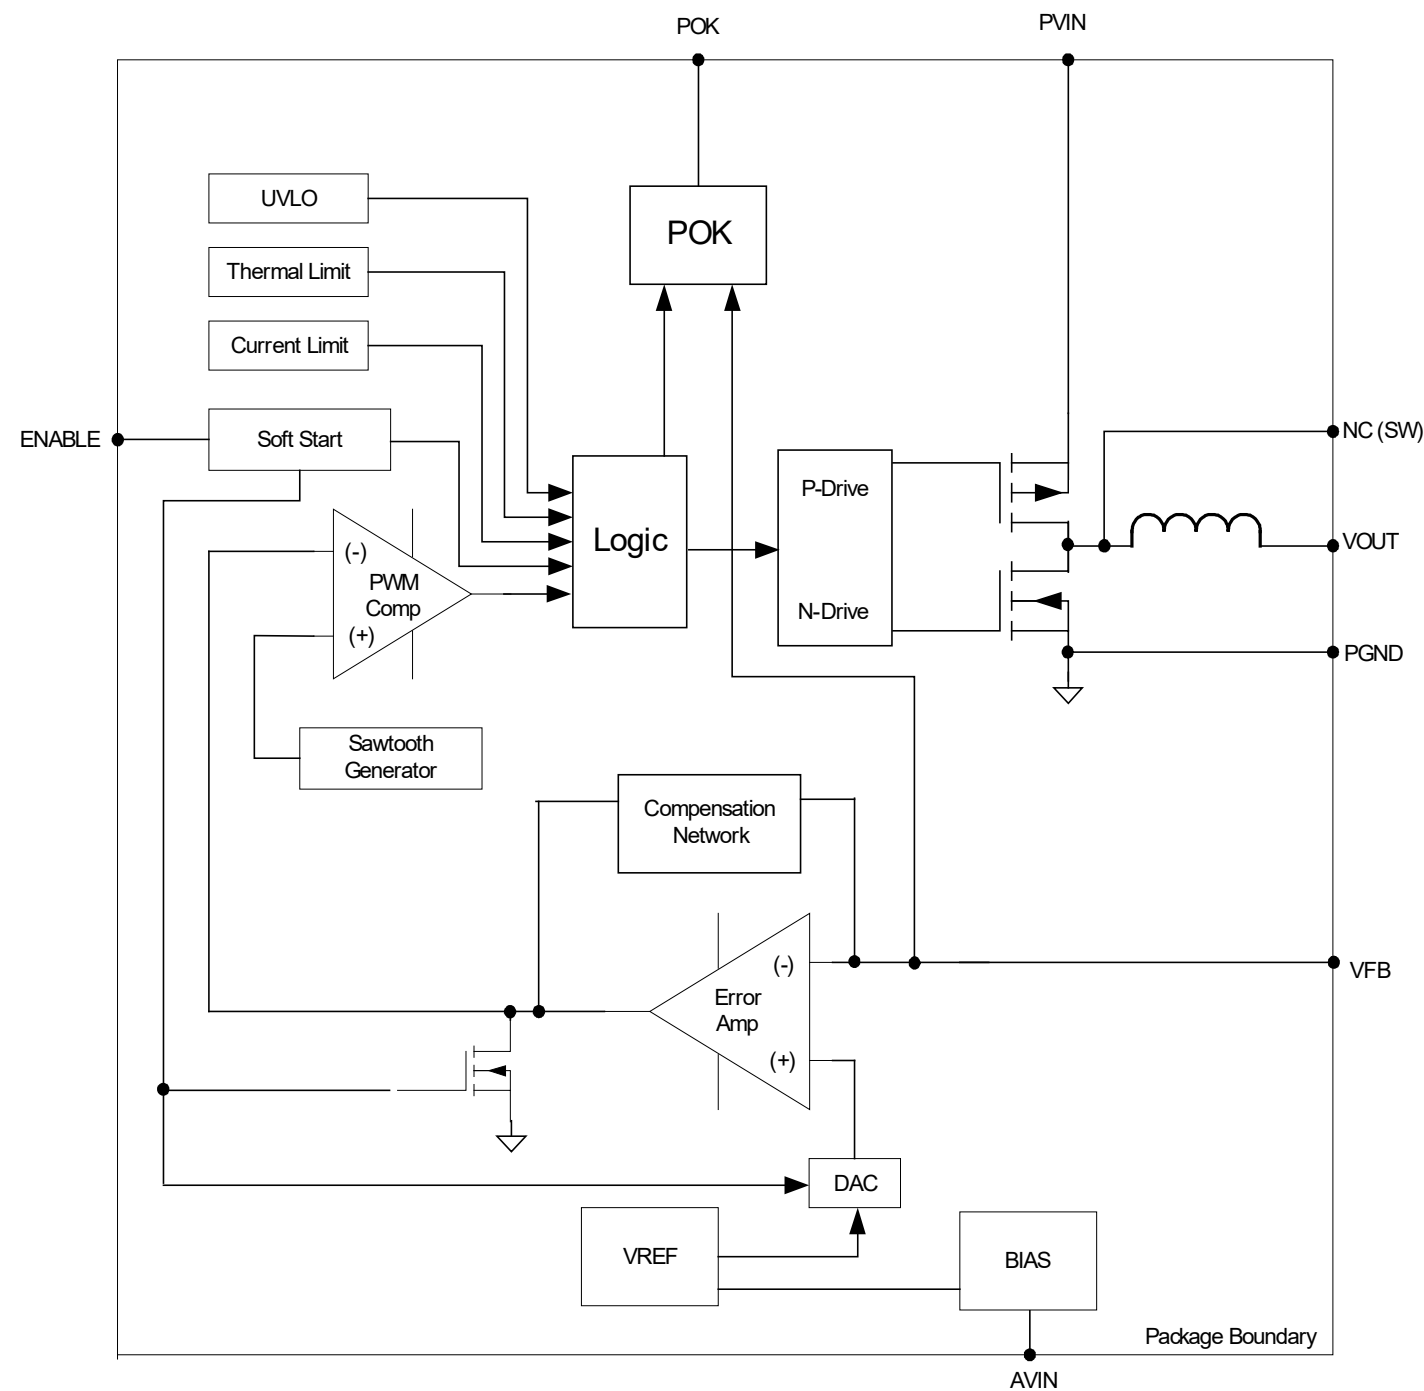 POK
PVIN
UVLO
POK
Thermal Limit
Current Limit
ENABLE
Soft Start
NC (SW)
P-Drive
Logic
VOUT
(-)
PWM
Comp
(+)
N-Drive
PGND
Sawtooth
Generator
Compensation
Network
(-)
VFB
Error
Amp
(+)
DAC
VREF
BIAS
Package Boundary
AVIN